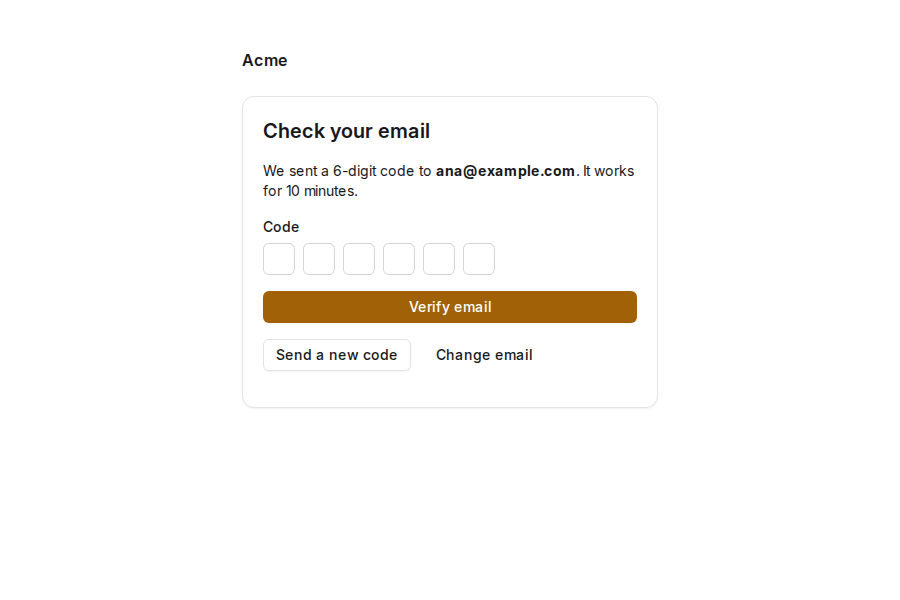 Acme
Check your email
We sent a 6-digit code to ana@example.com. It works
for 10 minutes.
Code
Verify email
Send a new code
Change email